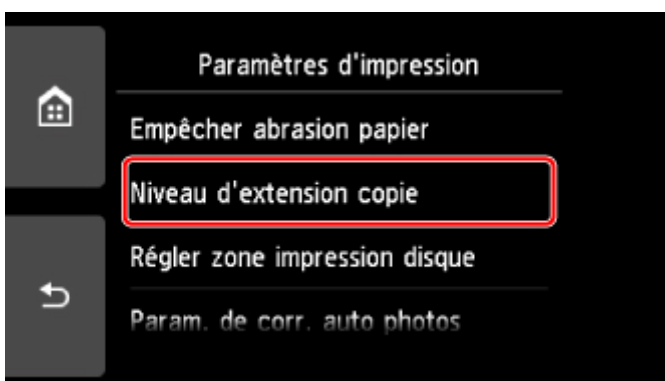 Paramètres d'impression
Empêcher abrasion papier
Niveau d'extension copie
Régler zone impression disque
Param. de corr. auto photos